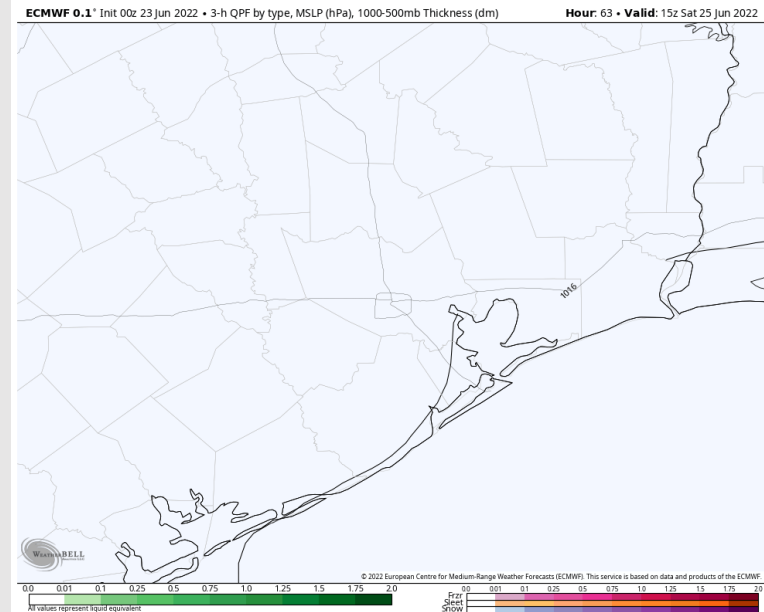 ECMWF 0.1° Init 00z 23 Jun 2022 • 3-h QPF by type, MSLP (hPa), 1000-500mb Thickness (dm) Hour: 63 • Valid: 15z Sat 25 Jun 2022
1016
WEATHERBELL
© 2022 European Centre for Medium-Range Weather Forecasts (ECMWF). This service is based on data and products of the ECMWF.
0.0 0.01 0.1 0.25 0.5 0.75 1.0 1.25 1.5 1.75 2.0 0.0 0.01 0.1 0.25 0.5 0.75 1.0 1.25 1.5 1.75 2.0
Frzr
Sleet
All values represent liquid equivalent Snow